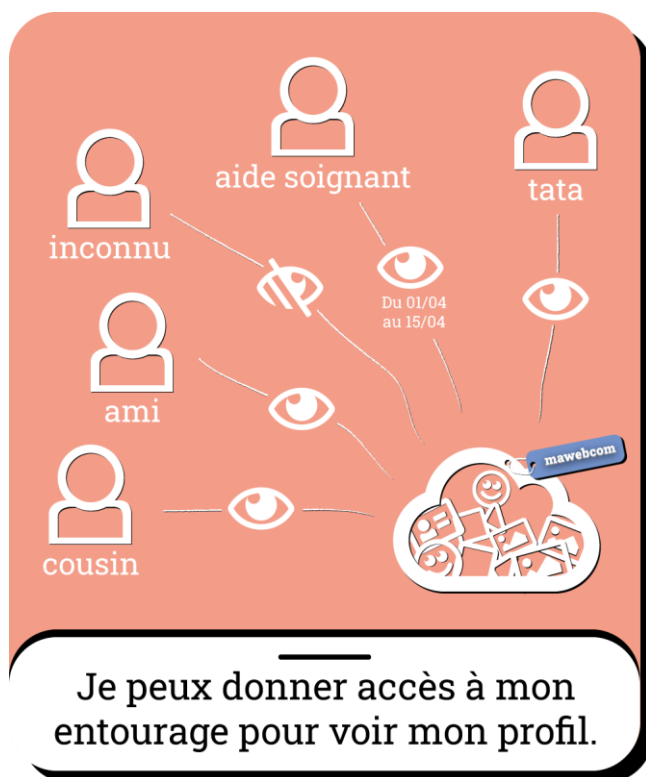 aide soignant
tata
inconnu
Du 01/04
au 15/04
ami
mawebcom
cousin
Je peux donner accès à mon
entourage pour voir mon profil.